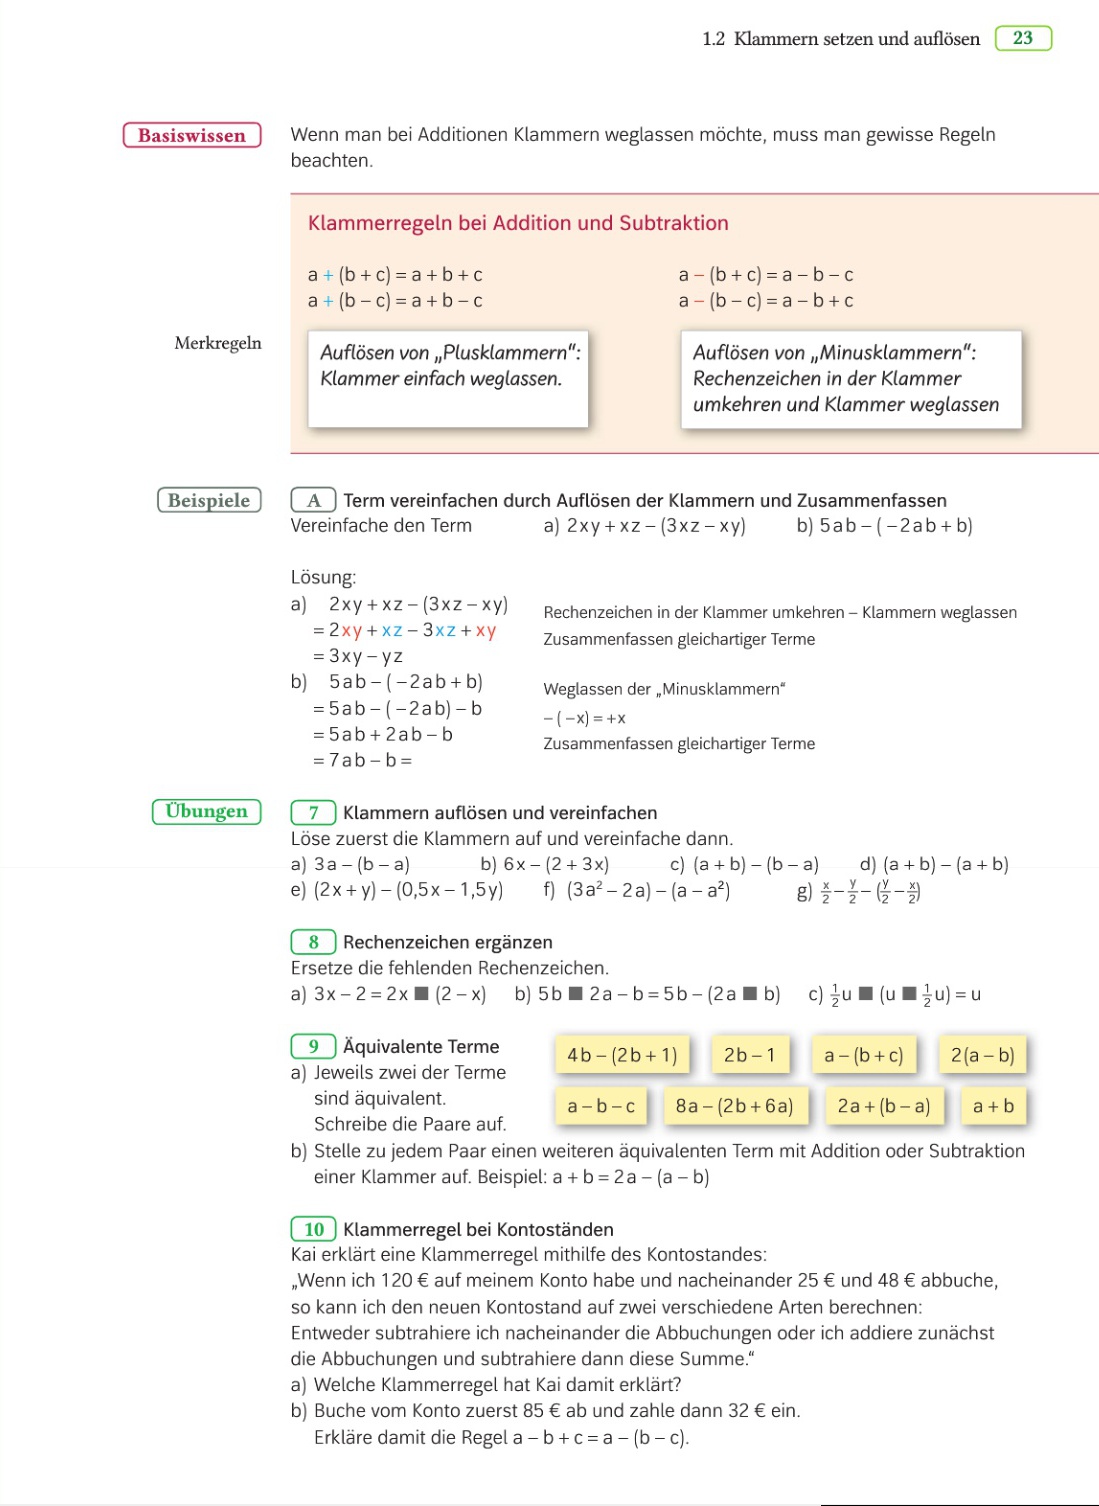 1.2 Klammern setzen und auflösen 23
Basiswissen
Wenn man bei Additionen Klammern weglassen möchte, muss man gewisse Regeln
beachten.
Klammerregeln bei Addition und Subtraktion
a + (b + c) = a + b + c
a + (b − c) = a + b − c
a − (b + c) = a − b − c
a − (b − c) = a − b + c
Merkregeln
Auflösen von „Plusklammern“:
Klammer einfach weglassen.
Auflösen von „Minusklammern“:
Rechenzeichen in der Klammer
umkehren und Klammer weglassen
Beispiele
A Term vereinfachen durch Auflösen der Klammern und Zusammenfassen
Vereinfache den Term a) 2xy + xz − (3xz − xy) b) 5ab − (−2ab + b)
Lösung:
a) 2xy + xz − (3xz − xy)
Rechenzeichen in der Klammer umkehren – Klammern weglassen
= 2xy + xz − 3xz + xy
Zusammenfassen gleichartiger Terme
= 3xy − yz
b) 5ab − (−2ab + b)
Weglassen der „Minusklammern“
= 5ab − (−2ab) − b
− (−x) = +x
= 5ab + 2ab − b
Zusammenfassen gleichartiger Terme
= 7ab − b =
Übungen
7 Klammern auflösen und vereinfachen
Löse zuerst die Klammern auf und vereinfache dann.
a) 3a − (b − a) b) 6x − (2 + 3x) c) (a + b) − (b − a) d) (a + b) − (a + b)
e) (2x + y) − (0,5x − 1,5y) f) (3a² − 2a) − (a − a²) g) x/2 − y/2 − (y/2 − x/2)
8 Rechenzeichen ergänzen
Ersetze die fehlenden Rechenzeichen.
a) 3x − 2 = 2x ■ (2 − x) b) 5b ■ 2a − b = 5b − (2a ■ b) c) 1/2u ■ (u ■ 1/2u) = u
9 Äquivalente Terme
a) Jeweils zwei der Terme
sind äquivalent.
Schreibe die Paare auf.
4b − (2b + 1) 2b − 1 a − (b + c) 2(a − b)
a − b − c 8a − (2b + 6a) 2a + (b − a) a + b
b) Stelle zu jedem Paar einen weiteren äquivalenten Term mit Addition oder Subtraktion
einer Klammer auf. Beispiel: a + b = 2a − (a − b)
10 Klammerregel bei Kontoständen
Kai erklärt eine Klammerregel mithilfe des Kontostandes:
„Wenn ich 120 € auf meinem Konto habe und nacheinander 25 € und 48 € abbuche,
so kann ich den neuen Kontostand auf zwei verschiedene Arten berechnen:
Entweder subtrahiere ich nacheinander die Abbuchungen oder ich addiere zunächst
die Abbuchungen und subtrahiere dann diese Summe.“
a) Welche Klammerregel hat Kai damit erklärt?
b) Buche vom Konto zuerst 85 € ab und zahle dann 32 € ein.
Erkläre damit die Regel a − b + c = a − (b − c).